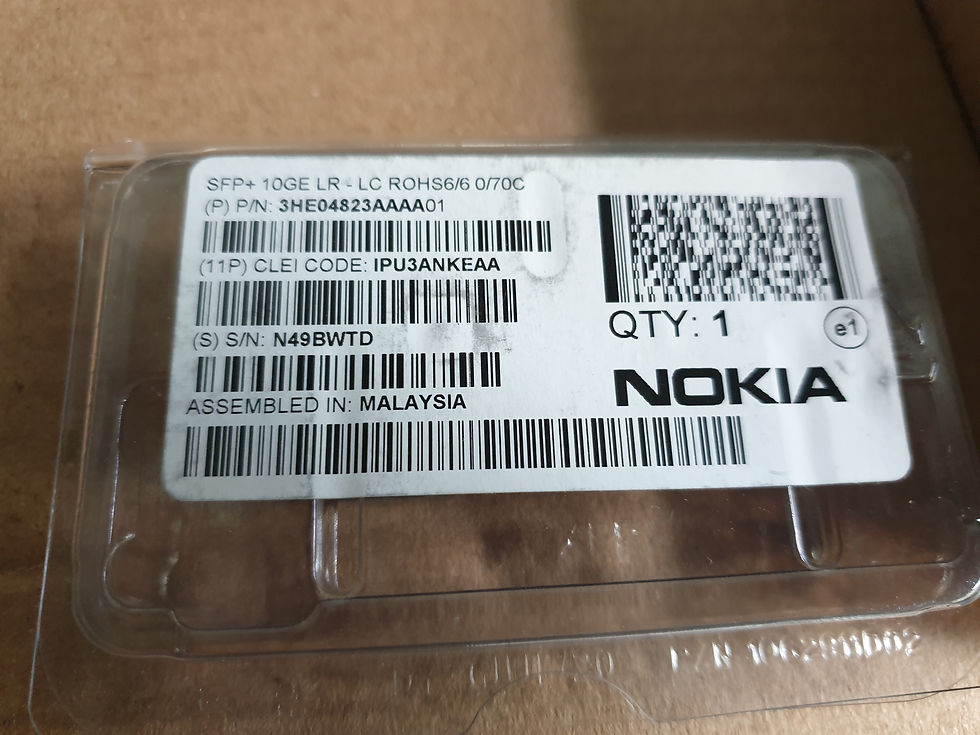 SFP+ 10GE LR - LC ROHS6/6 0/70C
(P) P/N: 3HE04823AAAA01
(11P) CLEI CODE: IPU3ANKEAA
(S) S/N: N49BWTD
ASSEMBLED IN: MALAYSIA
QTY: 1
e1
NOKIA
P/N